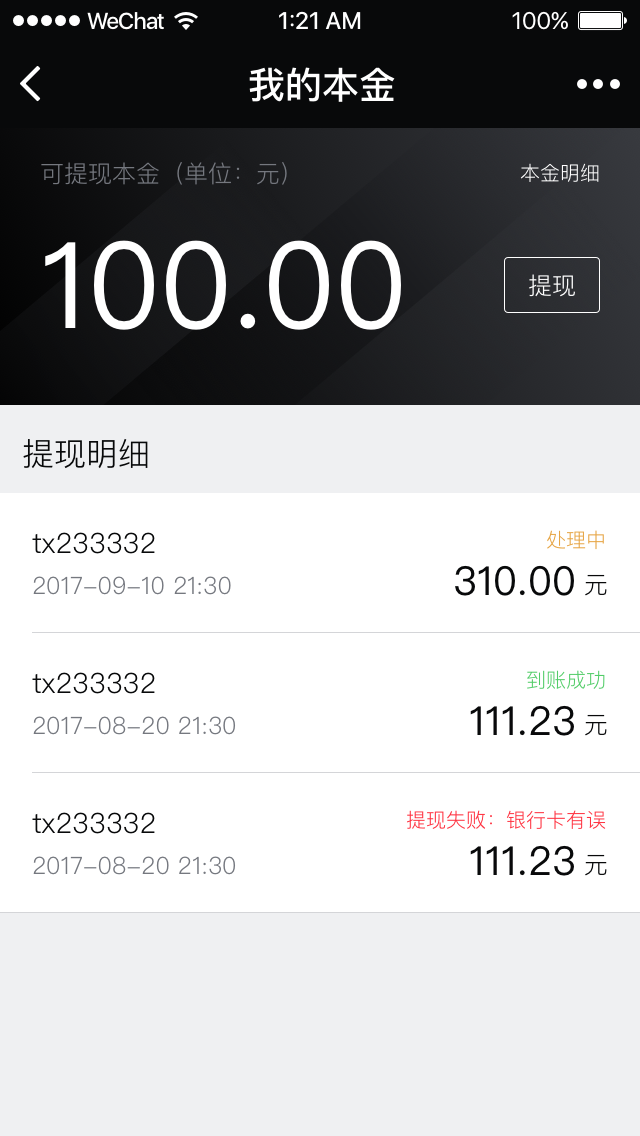 WeChat 1:21 AM 100%
我的本金
可提现本金（单位：元） 本金明细
100.00 提现
提现明细
tx233332 处理中
2017-09-10 21:30 310.00 元
tx233332 到账成功
2017-08-20 21:30 111.23 元
tx233332 提现失败：银行卡有误
2017-08-20 21:30 111.23 元